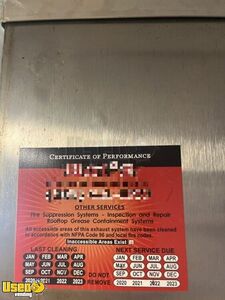 CERTIFICATE OF PERFORMANCE
OTHER SERVICES
Fire Suppression Systems - Inspection and Repair
Rooftop Grease Containment Systems
All accessible areas of this exhaust system have been cleaned
in accordance with NFPA Code 96 and local fire codes.
Inaccessible Areas Exist
LAST CLEANING NEXT SERVICE DUE
JAN FEB MAR APR JAN FEB MAR APR
MAY JUN JUL AUG MAY JUN JUL AUG
SEP OCT NOV DEC SEP OCT NOV DEC
2020 2021 2022 2023 2020 2021 2022 2023
DO NOT
REMOVE
Used
vending